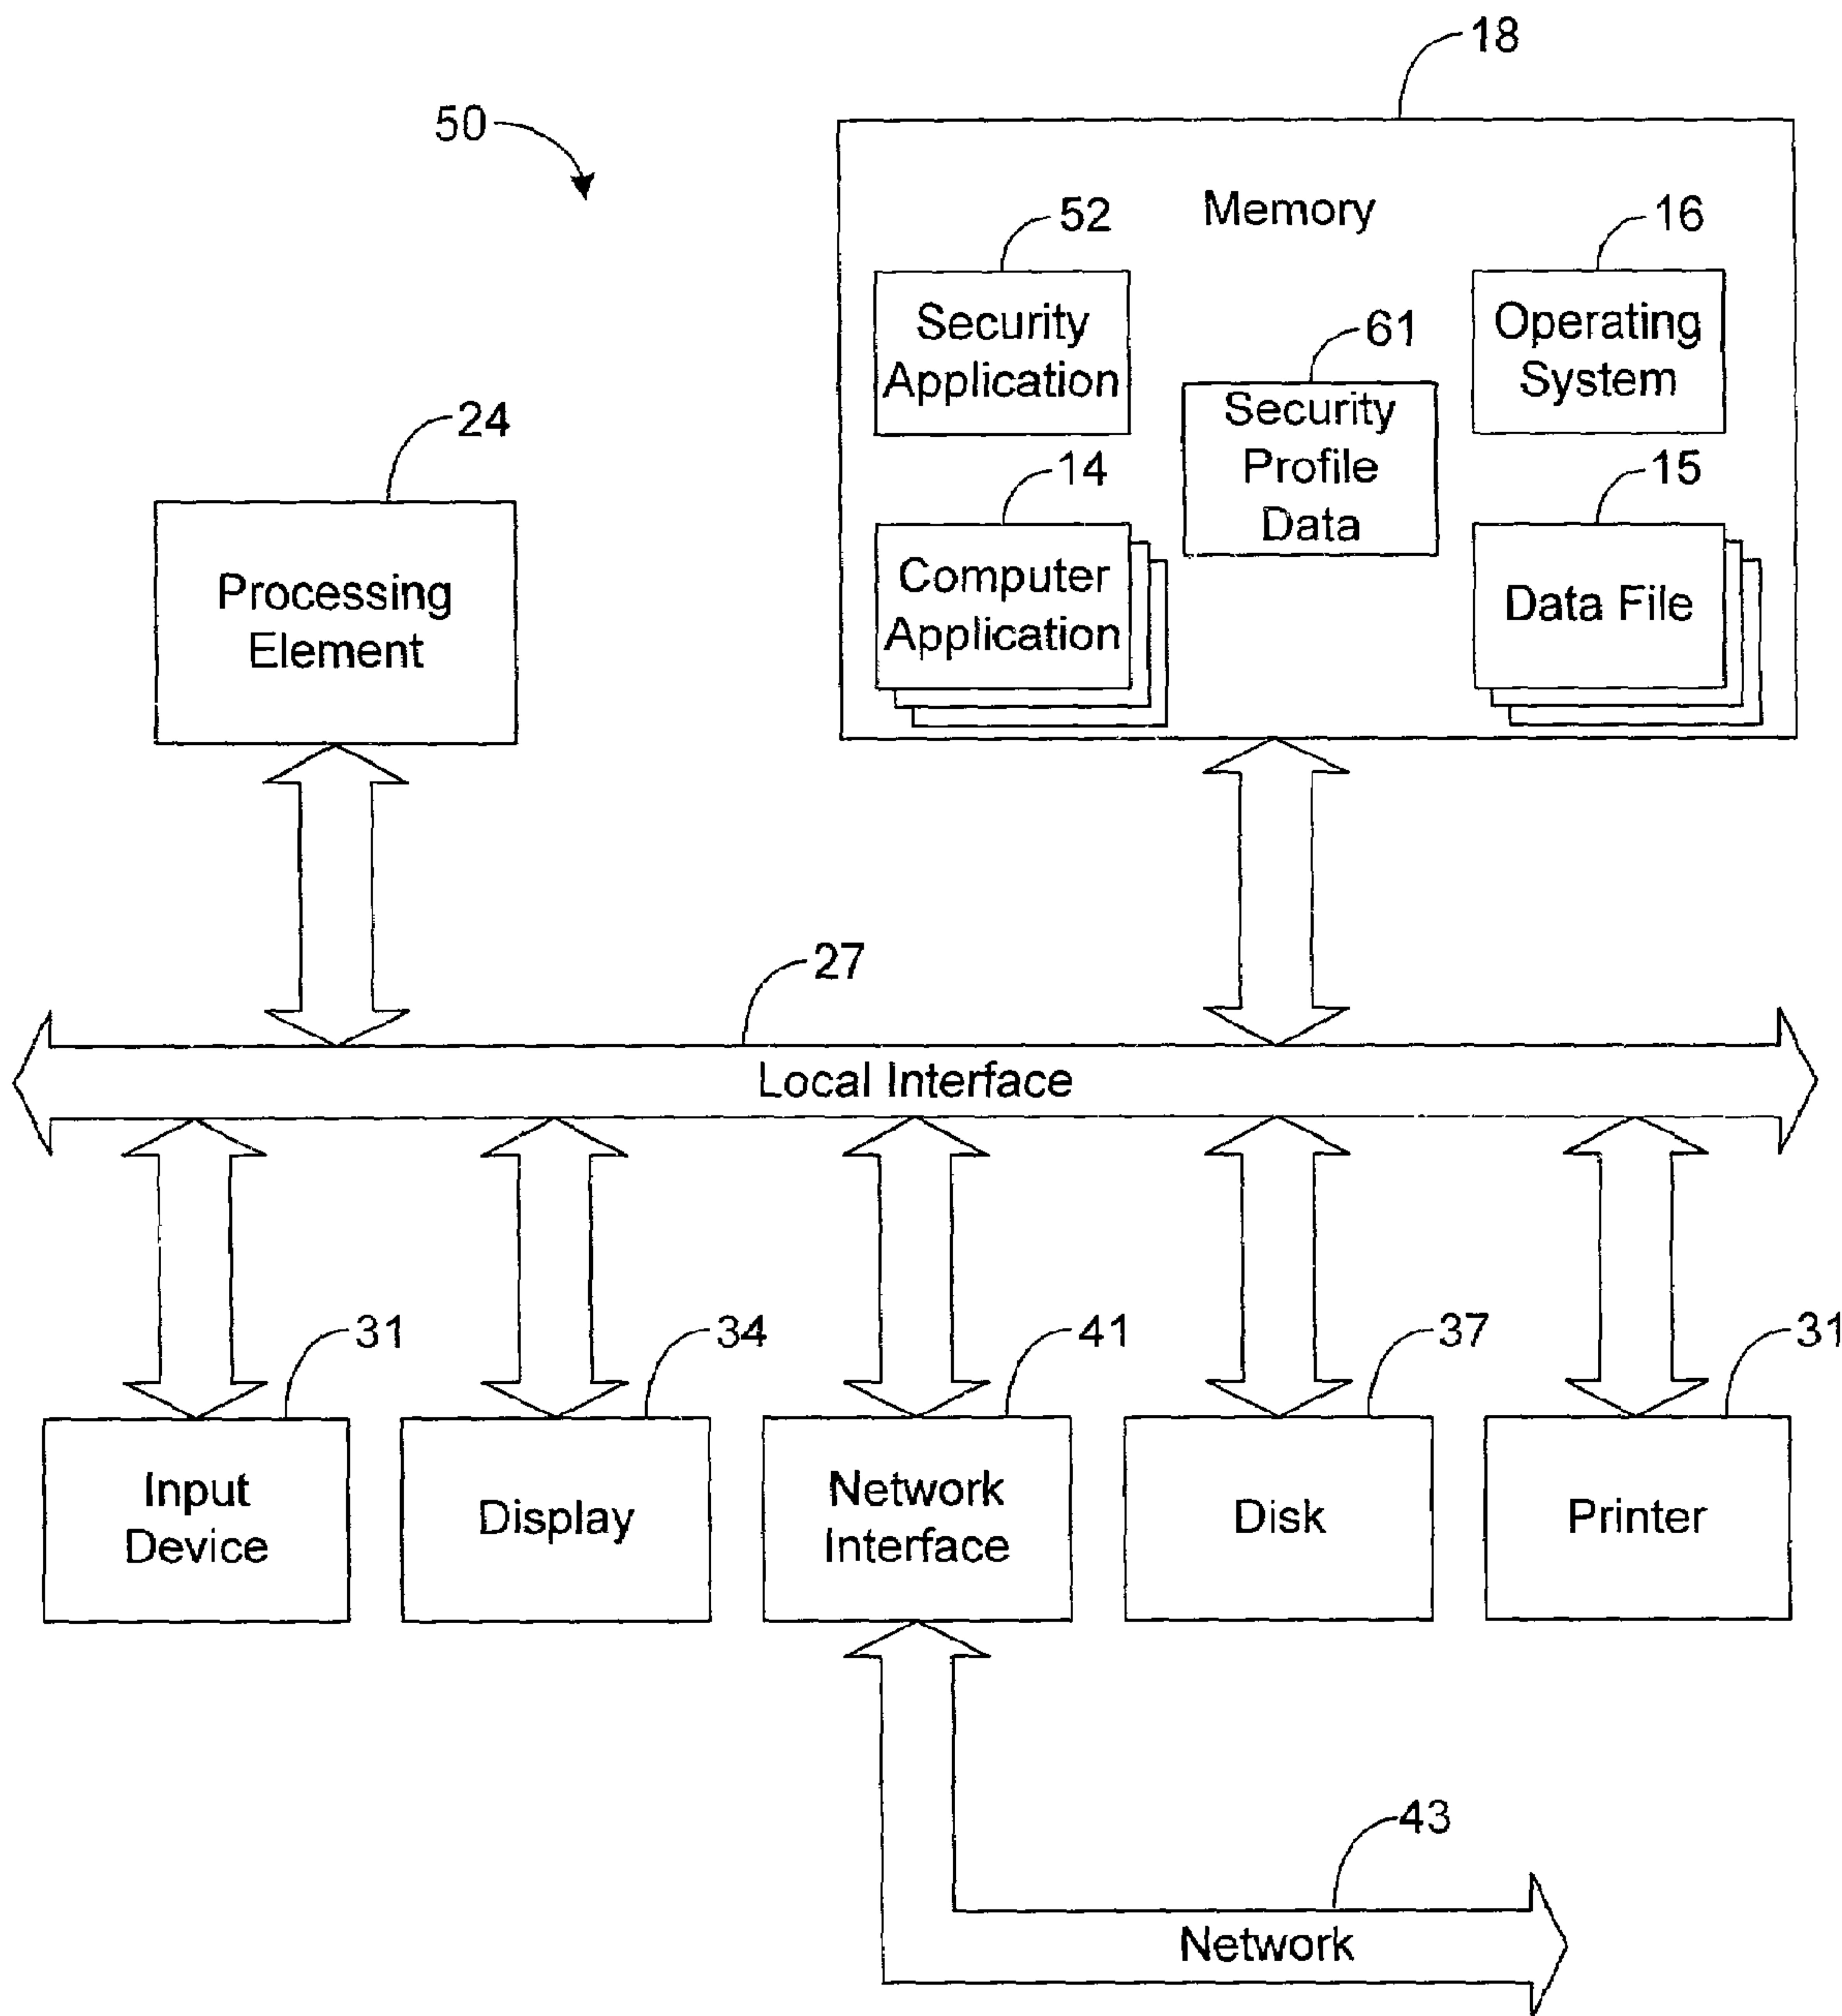 18
50
Memory
52
16
Security
Application
61
Operating
System
Security
Profile
Data
24
14
15
Processing
Element
Computer
Application
Data File
27
Local Interface
31
34
41
37
31
Input
Device
Display
Network
Interface
Disk
Printer
43
Network